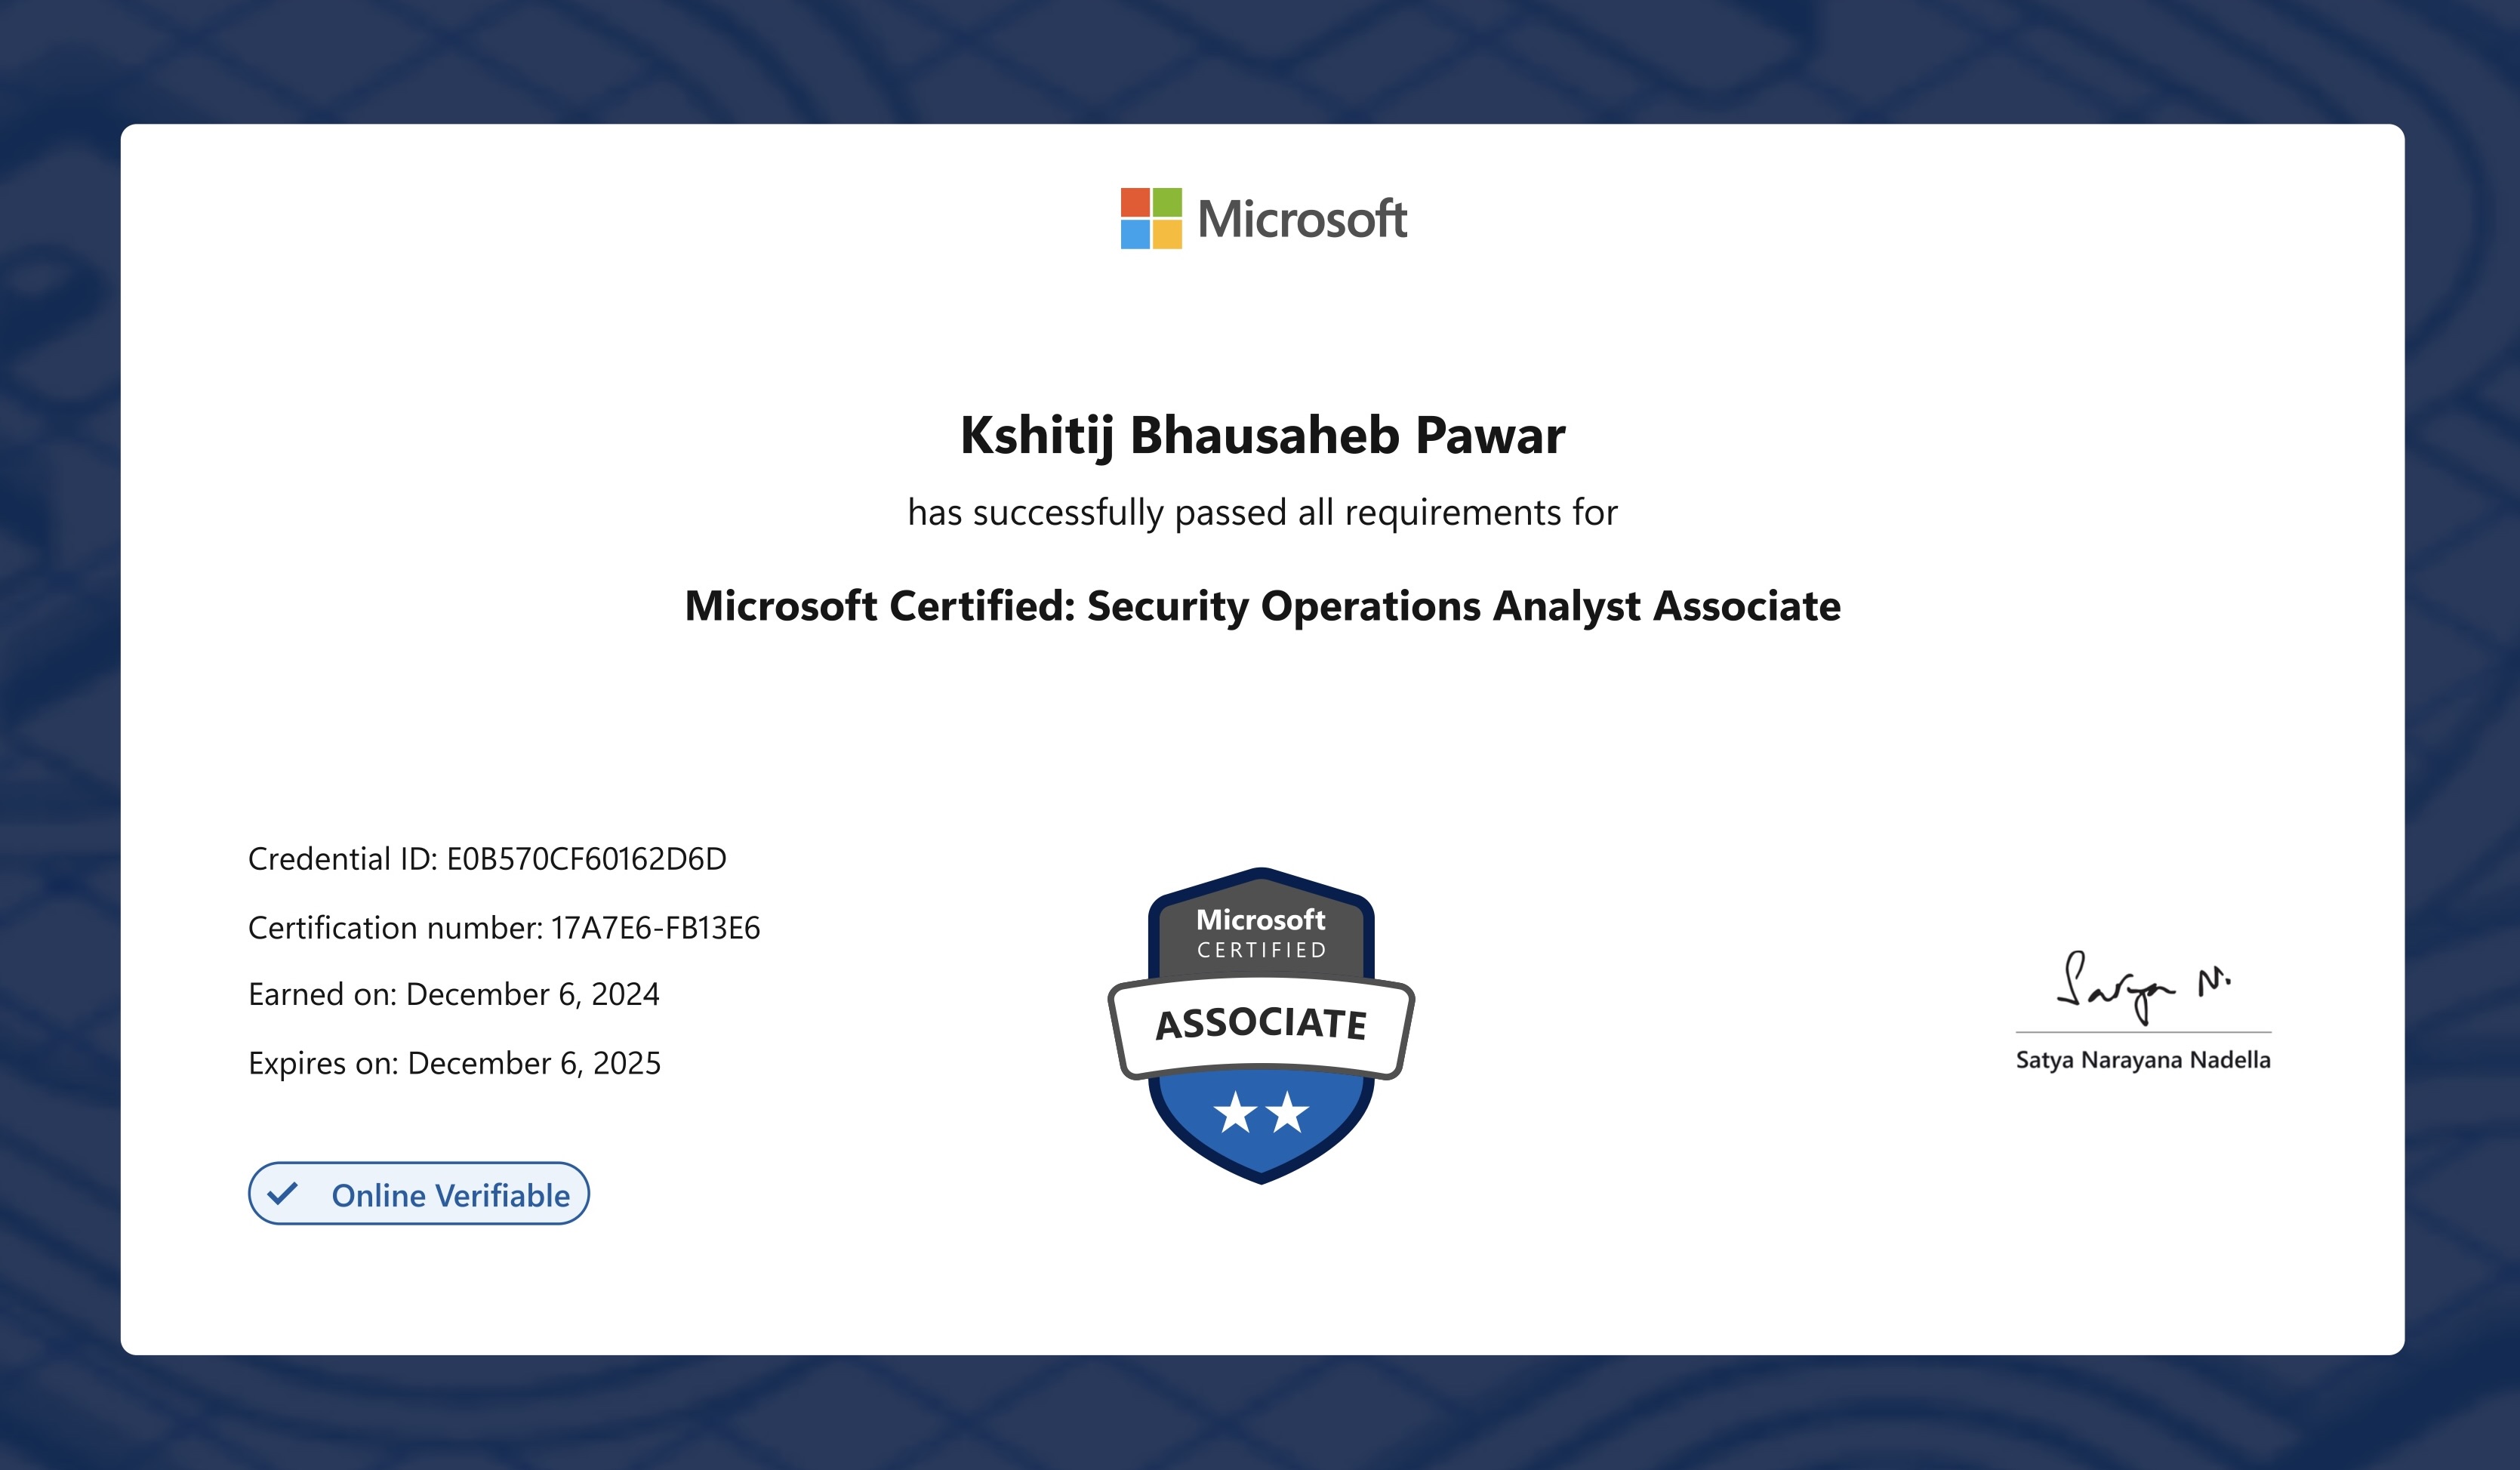 Microsoft
Kshitij Bhausaheb Pawar
has successfully passed all requirements for
Microsoft Certified: Security Operations Analyst Associate
Credential ID: E0B570CF60162D6D
Certification number: 17A7E6-FB13E6
Earned on: December 6, 2024
Expires on: December 6, 2025
Online Verifiable
Microsoft
CERTIFIED
ASSOCIATE
Satya N.
Satya Narayana Nadella